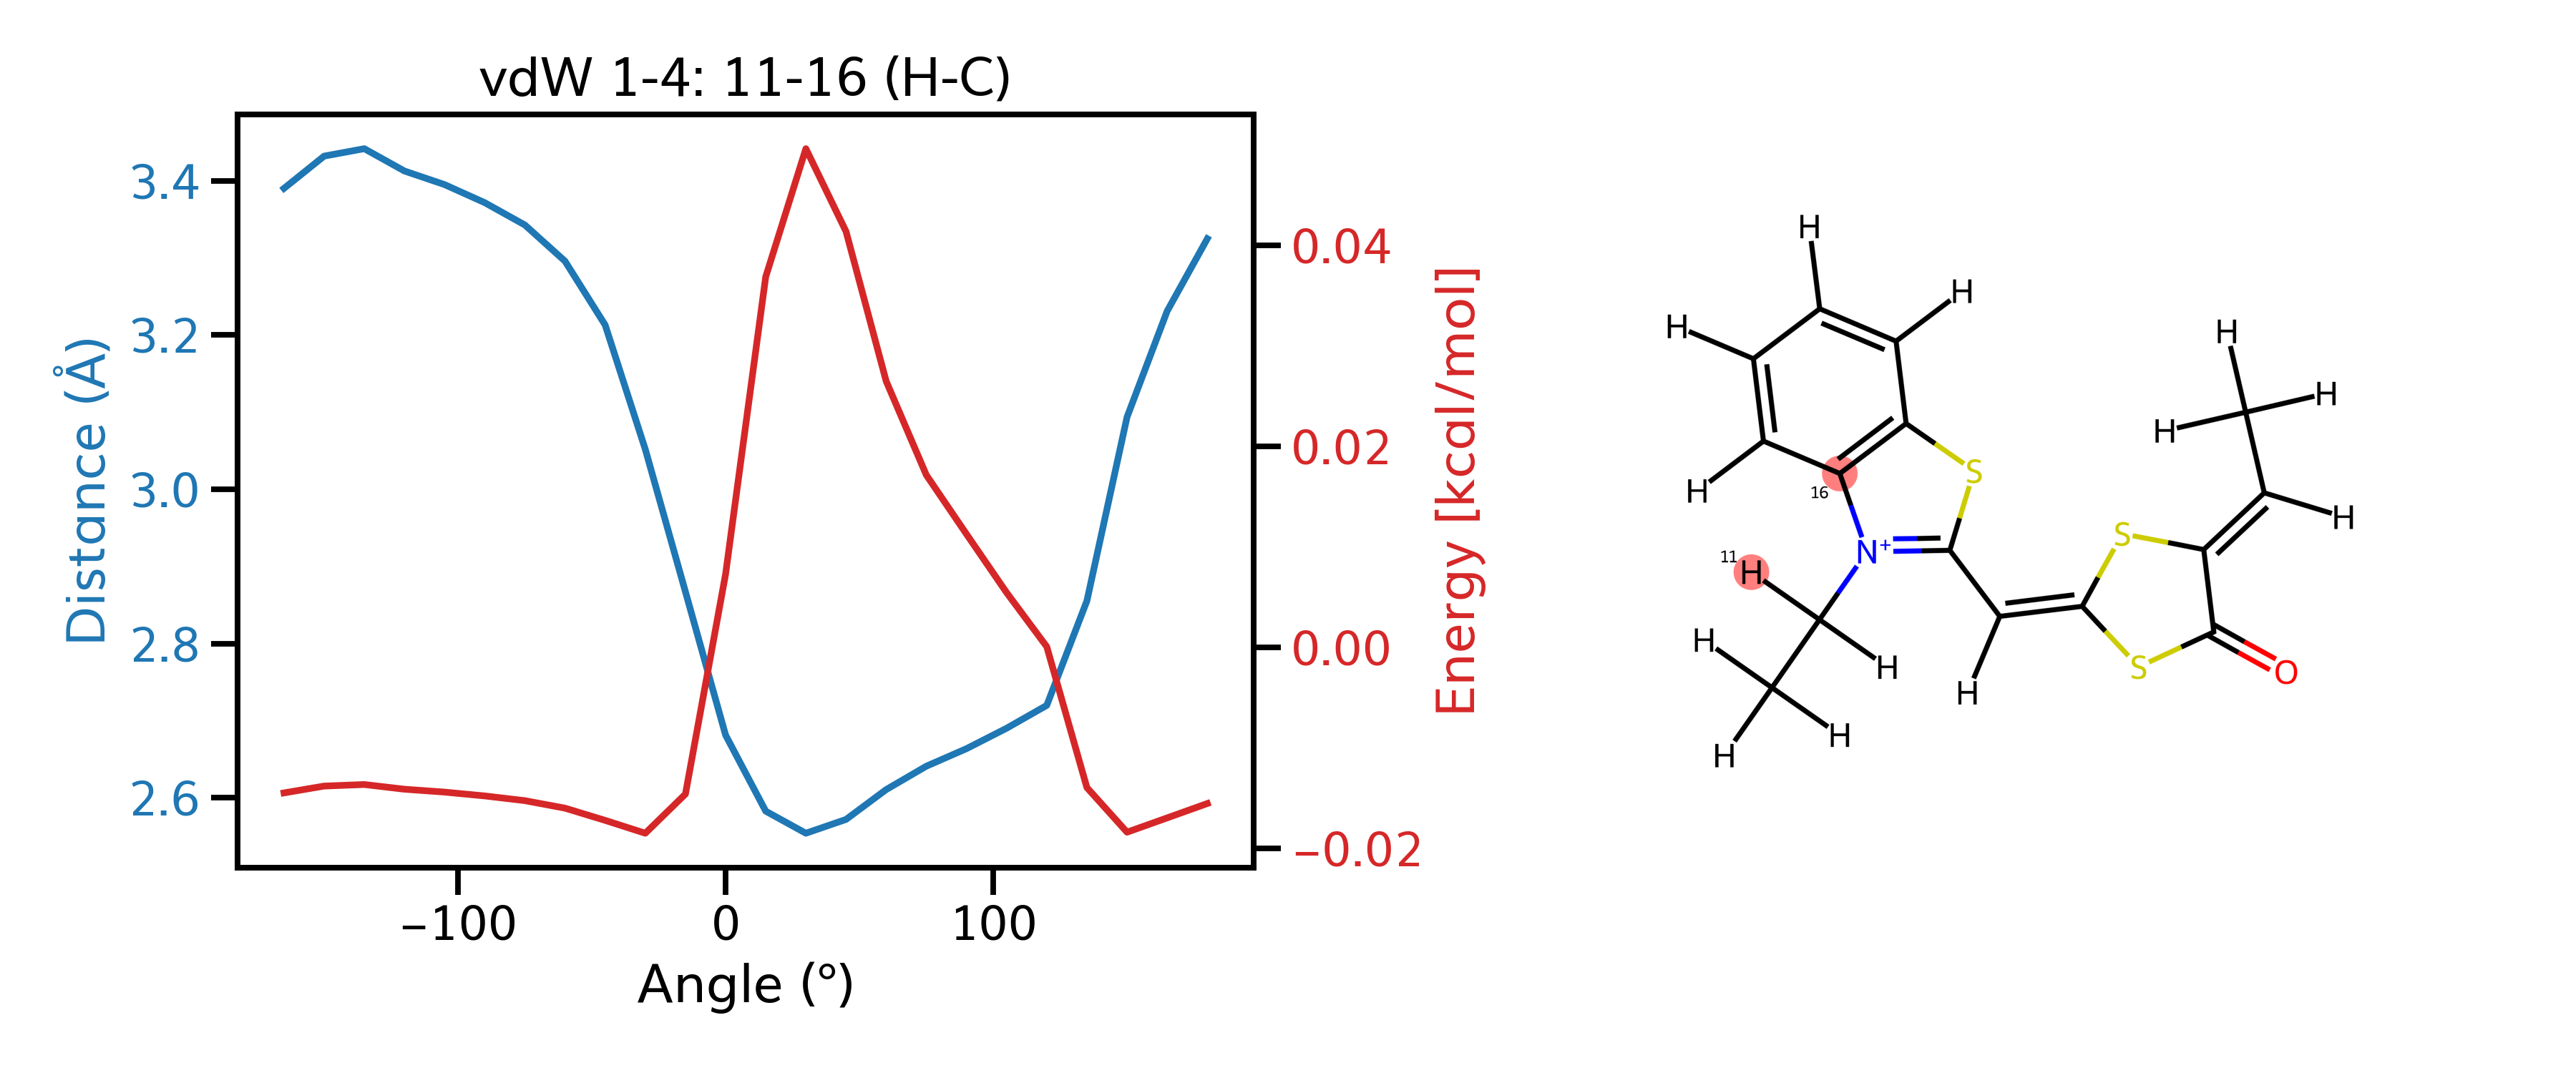 vdW 1-4: 11-16 (H-C)
3.4
3.2
3.0
2.8
2.6
Distance (Å)
0.04
0.02
0.00
−0.02
Energy [kcal/mol]
−100
0
100
Angle (°)
H
H
H
H
H
H
H
S
16
H
H
S
N+
11
H
H
H
S
O
H
H
H